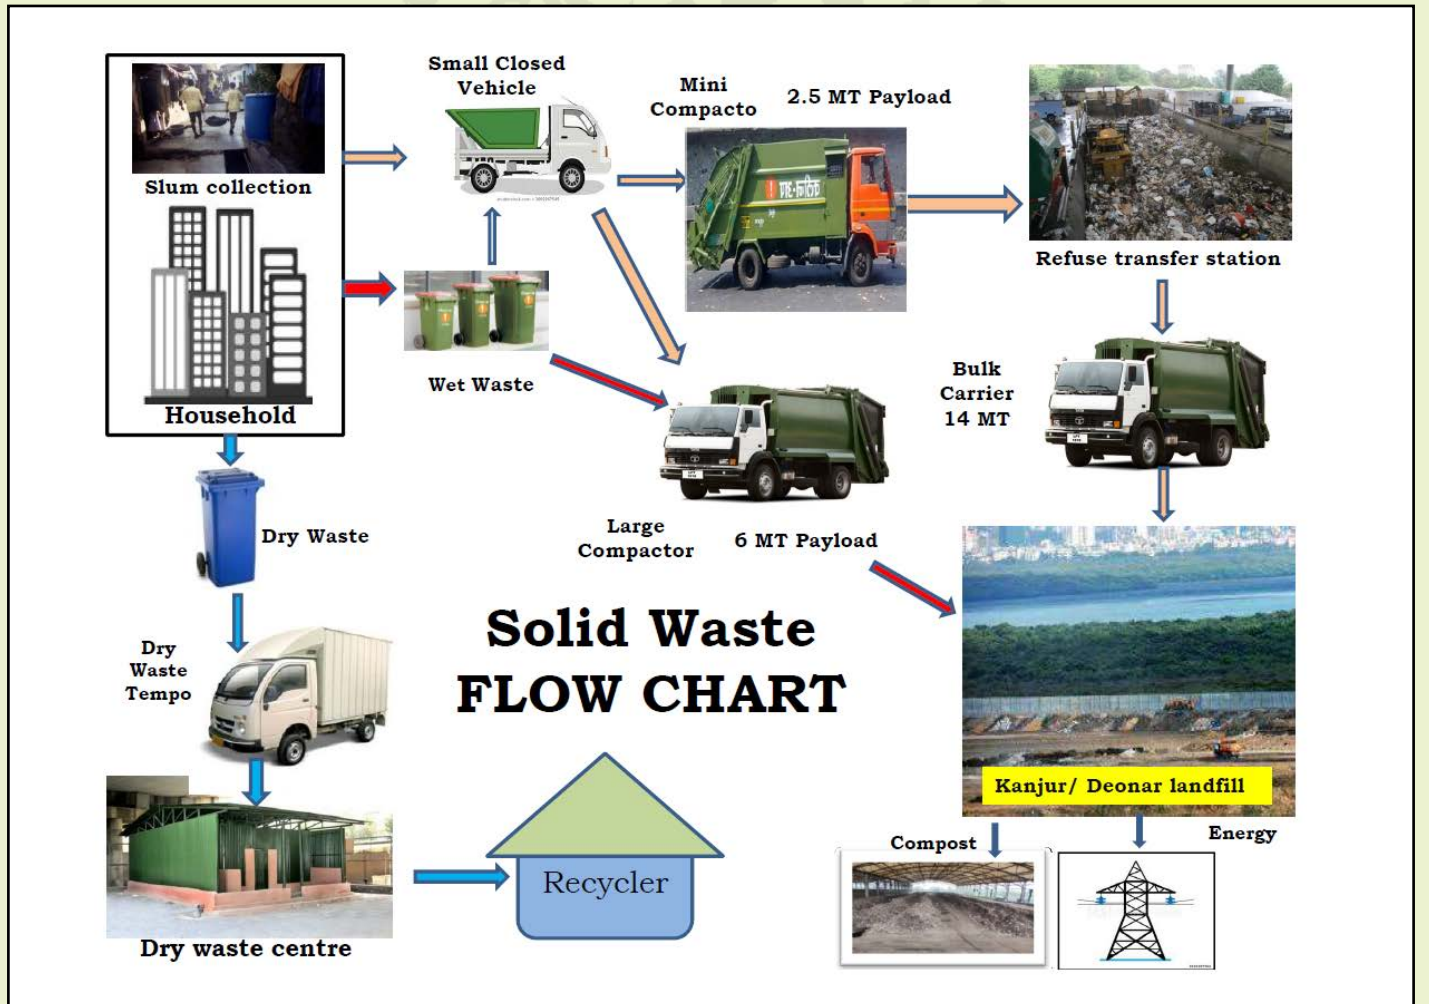 Small Closed
Vehicle
Mini
Compacto
2.5 MT Payload
Slum collection
Refuse transfer station
Household
Wet Waste
Bulk
Carrier
14 MT
Dry Waste
Large
Compactor
6 MT Payload
Dry
Waste
Tempo
Solid Waste
FLOW CHART
Kanjur/ Deonar landfill
Compost
Energy
Recycler
Dry waste centre